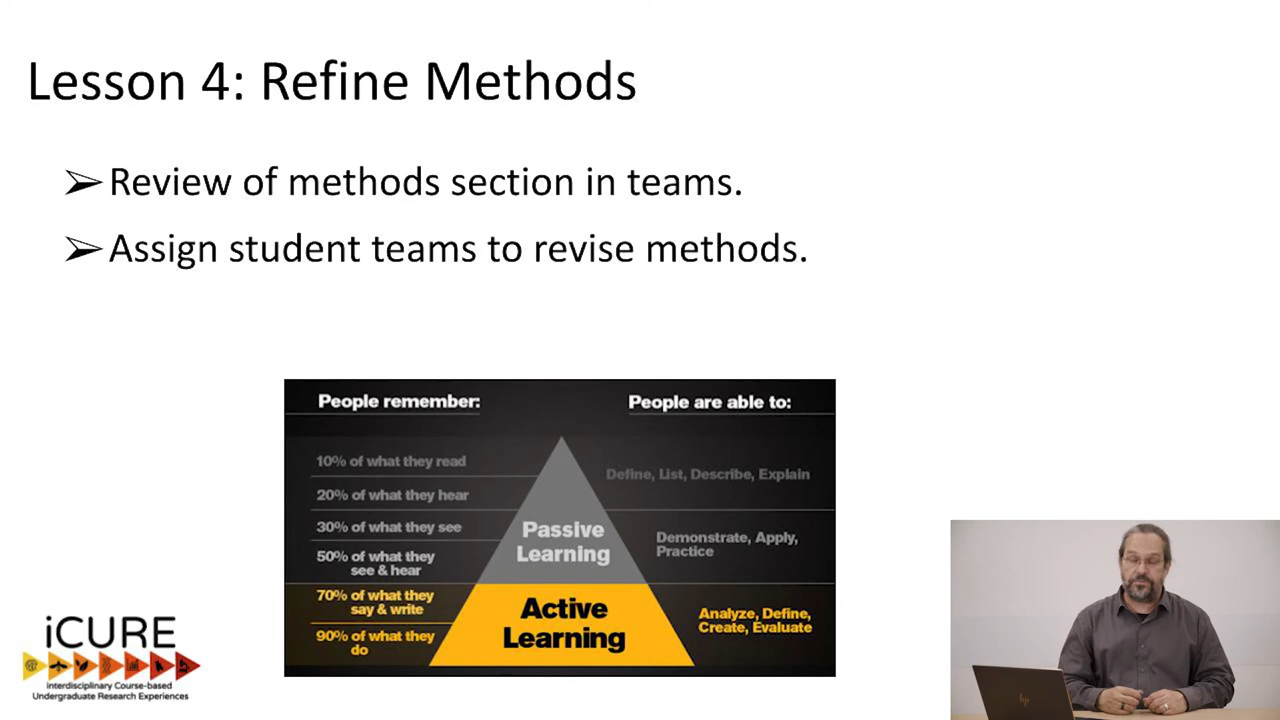 Lesson 4: Refine Methods
➢Review of methods section in teams.
➢Assign student teams to revise methods.
People remember:
People are able to:
10% of what they read
20% of what they hear
30% of what they see
50% of what they
see & hear
70% of what they
say & write
90% of what they
do
Passive
Learning
Active
Learning
Define, List, Describe, Explain
Demonstrate, Apply,
Practice
Analyze, Define,
Create, Evaluate
iCURE
interdisciplinary Course-based
Undergraduate Research Experiences
hp